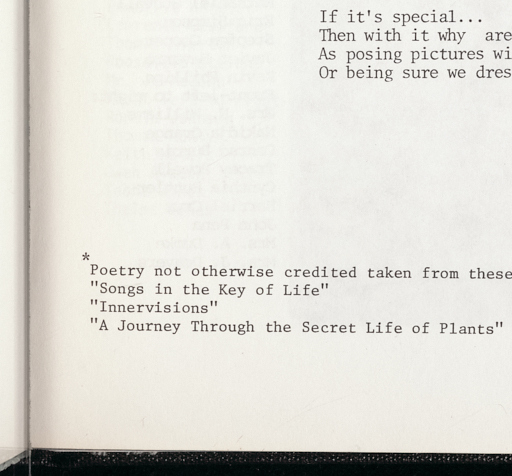 If it's special...
Then with it why are
As posing pictures wi
Or being sure we dres
*
Poetry not otherwise credited taken from these
"Songs in the Key of Life"
"Innervisions"
"A Journey Through the Secret Life of Plants"